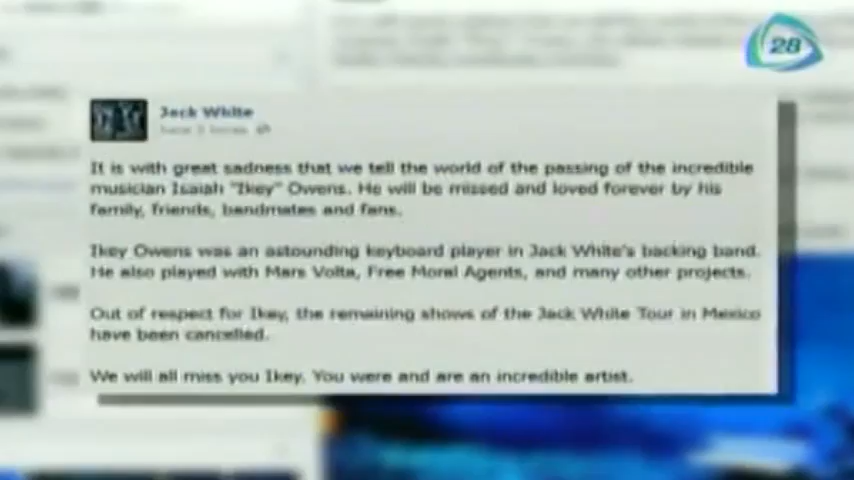 28
Jack White
hace 2 horas
It is with great sadness that we tell the world of the passing of the incredible
musician Isaiah "Ikey" Owens. He will be missed and loved forever by his
family, friends, bandmates and fans.
Ikey Owens was an astounding keyboard player in Jack White's backing band.
He also played with Mars Volta, Free Moral Agents, and many other projects.
Out of respect for Ikey, the remaining shows of the Jack White Tour in Mexico
have been cancelled.
We will all miss you Ikey. You were and are an incredible artist.